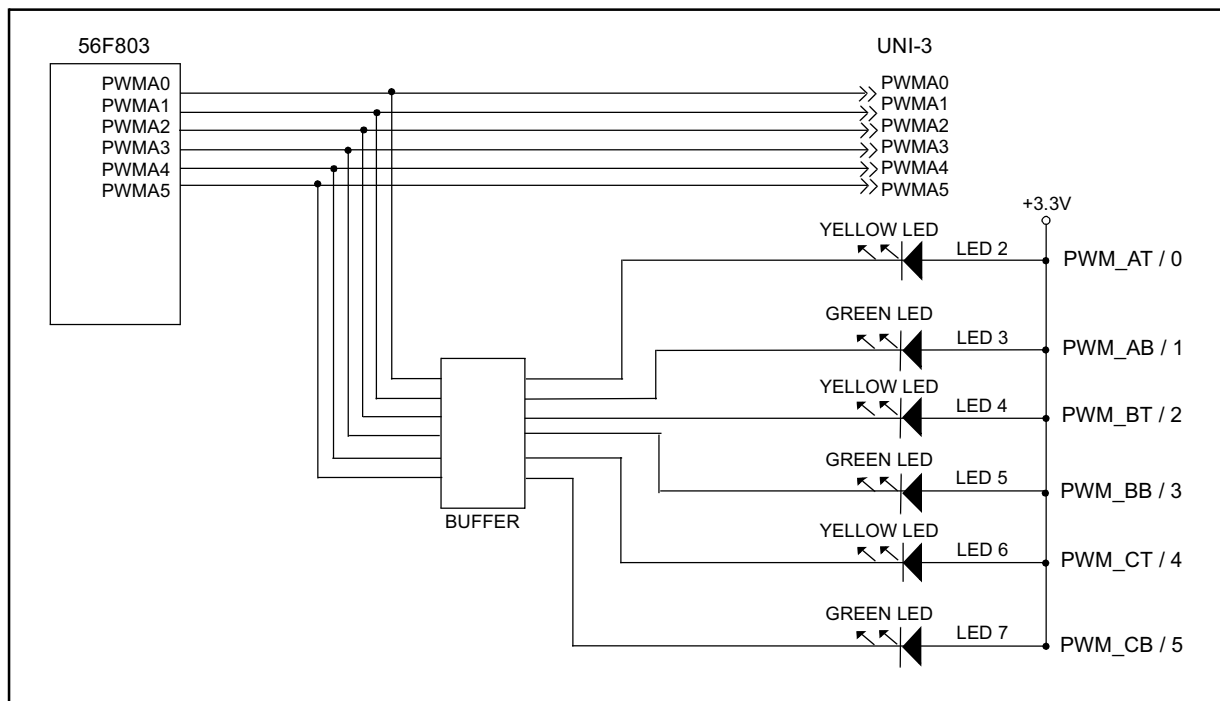 56F803
UNI-3
PWMA0
PWMA1
PWMA2
PWMA3
PWMA4
PWMA5
PWMA0
PWMA1
PWMA2
PWMA3
PWMA4
PWMA5
+3.3V
YELLOW LED
LED 2
PWM_AT / 0
GREEN LED
LED 3
PWM_AB / 1
YELLOW LED
LED 4
PWM_BT / 2
GREEN LED
LED 5
PWM_BB / 3
BUFFER
YELLOW LED
LED 6
PWM_CT / 4
GREEN LED
LED 7
PWM_CB / 5